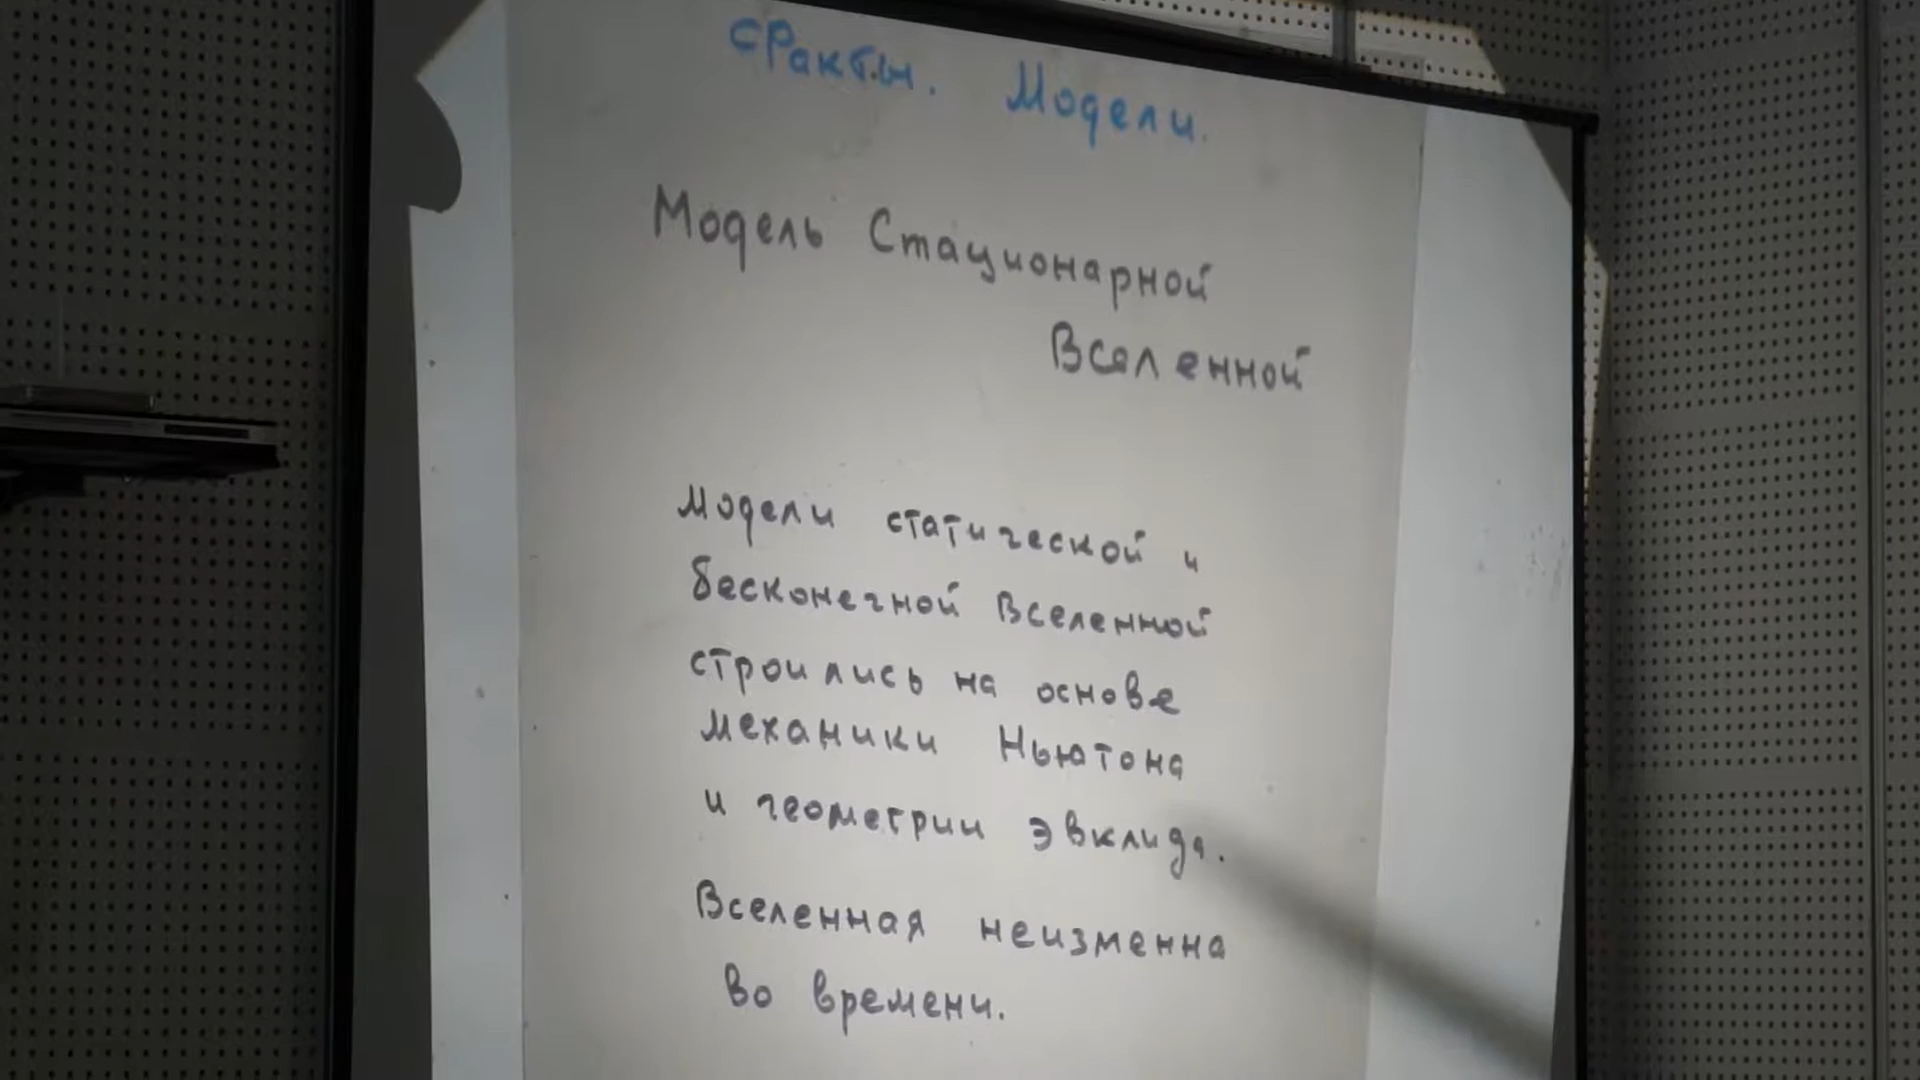 Факты. Модели.
Модель Стационарной
Вселенной
Модели статической и
бесконечной Вселенной
строились на основе
механики Ньютона
и геометрии Эвклида.
Вселенная неизменна
во времени.